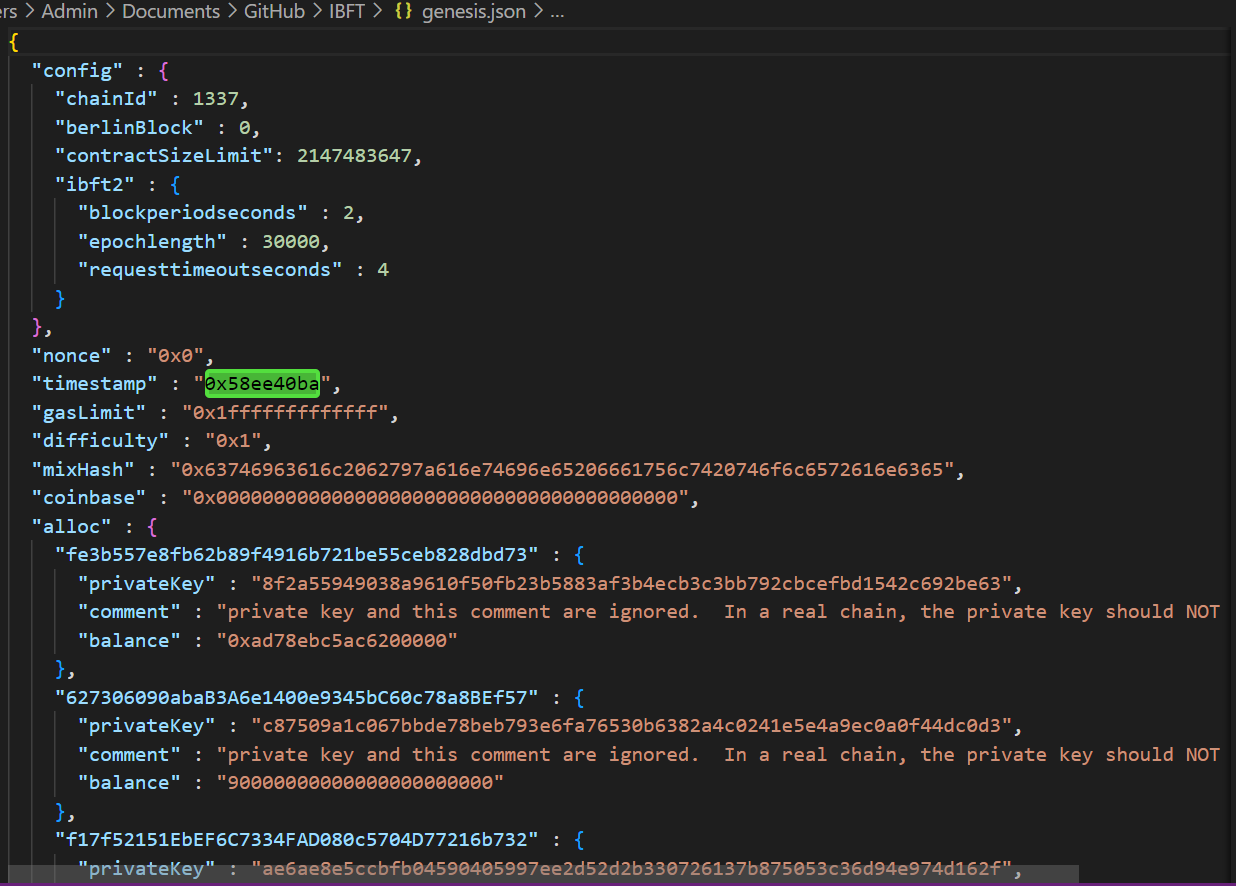 rs > Admin > Documents > GitHub > IBFT > {} genesis.json > ...
{
"config" : {
"chainId" : 1337,
"berlinBlock" : 0,
"contractSizeLimit": 2147483647,
"ibft2" : {
"blockperiodseconds" : 2,
"epochlength" : 30000,
"requesttimeoutseconds" : 4
}
},
"nonce" : "0x0",
"timestamp" : "0x58ee40ba",
"gasLimit" : "0x1fffffffffffff",
"difficulty" : "0x1",
"mixHash" : "0x63746963616c2062797a616e74696e65206661756c7420746f6c6572616e6365",
"coinbase" : "0x0000000000000000000000000000000000000000",
"alloc" : {
"fe3b557e8fb62b89f4916b721be55ceb828dbd73" : {
"privateKey" : "8f2a55949038a9610f50fb23b5883af3b4ecb3c3bb792cbcefbd1542c692be63",
"comment" : "private key and this comment are ignored.  In a real chain, the private key should NOT
"balance" : "0xad78ebc5ac6200000"
},
"627306090abaB3A6e1400e9345bC60c78a8BEf57" : {
"privateKey" : "c87509a1c067bbde78beb793e6fa76530b6382a4c0241e5e4a9ec0a0f44dc0d3",
"comment" : "private key and this comment are ignored.  In a real chain, the private key should NOT
"balance" : "90000000000000000000000"
},
"f17f52151EbEF6C7334FAD080c5704D77216b732" : {
"privateKey" : "ae6ae8e5ccbfb04590405997ee2d52d2b330726137b875053c36d94e974d162f",